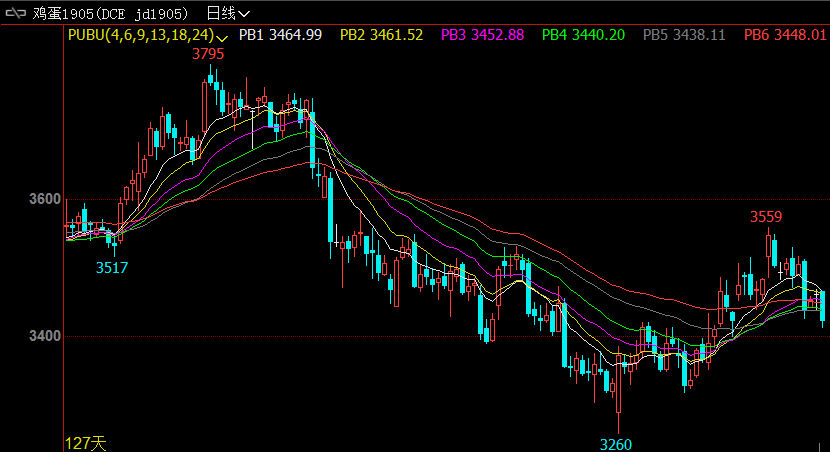 鸡蛋1905(DCE jd1905) 日线
PUBU(4,6,9,13,18,24) PB1 3464.99 PB2 3461.52 PB3 3452.88 PB4 3440.20 PB5 3438.11 PB6 3448.01
3795
3600
3559
3517
3400
127天
3260